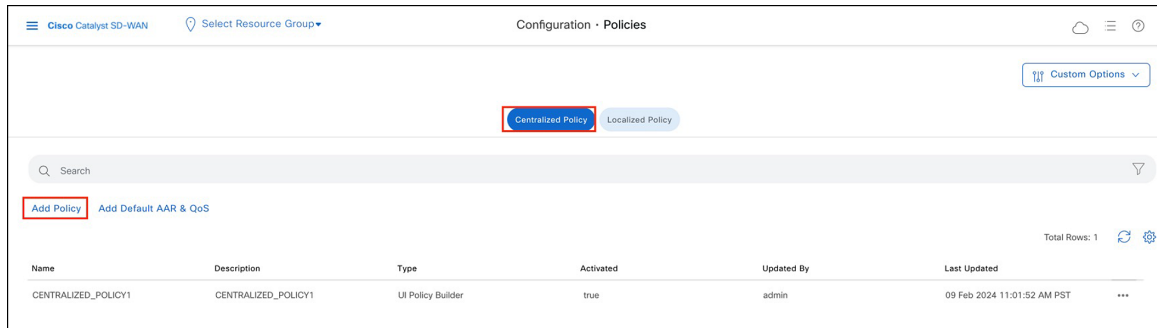 Cisco Catalyst SD-WAN Select Resource Group▾ Configuration · Policies
Custom Options
Centralized Policy Localized Policy
Search
Add Policy Add Default AAR & QoS
Total Rows: 1
Name Description Type Activated Updated By Last Updated
CENTRALIZED_POLICY1 CENTRALIZED_POLICY1 UI Policy Builder true admin 09 Feb 2024 11:01:52 AM PST